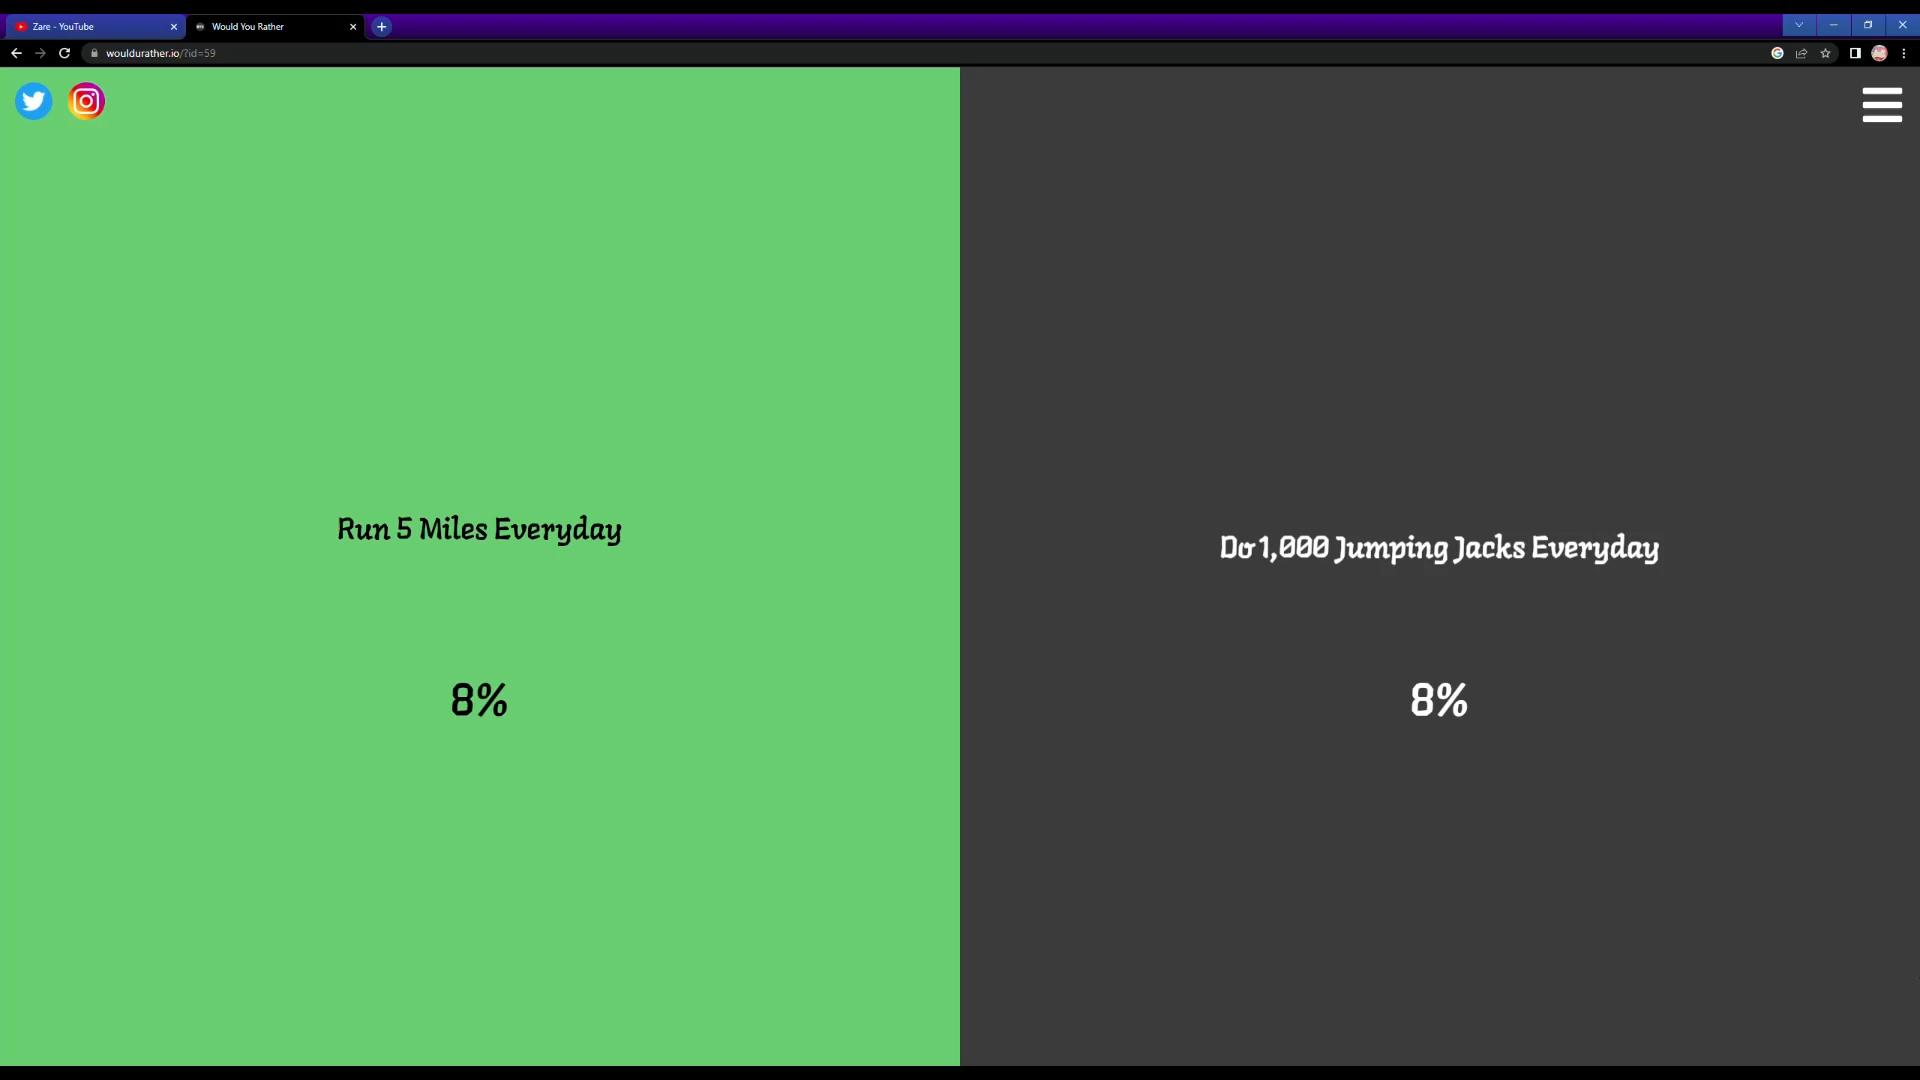 Zare - YouTube
Would You Rather
wouldurather.io/?id=59
Run 5 Miles Everyday
Do 1,000 Jumping Jacks Everyday
8%
8%